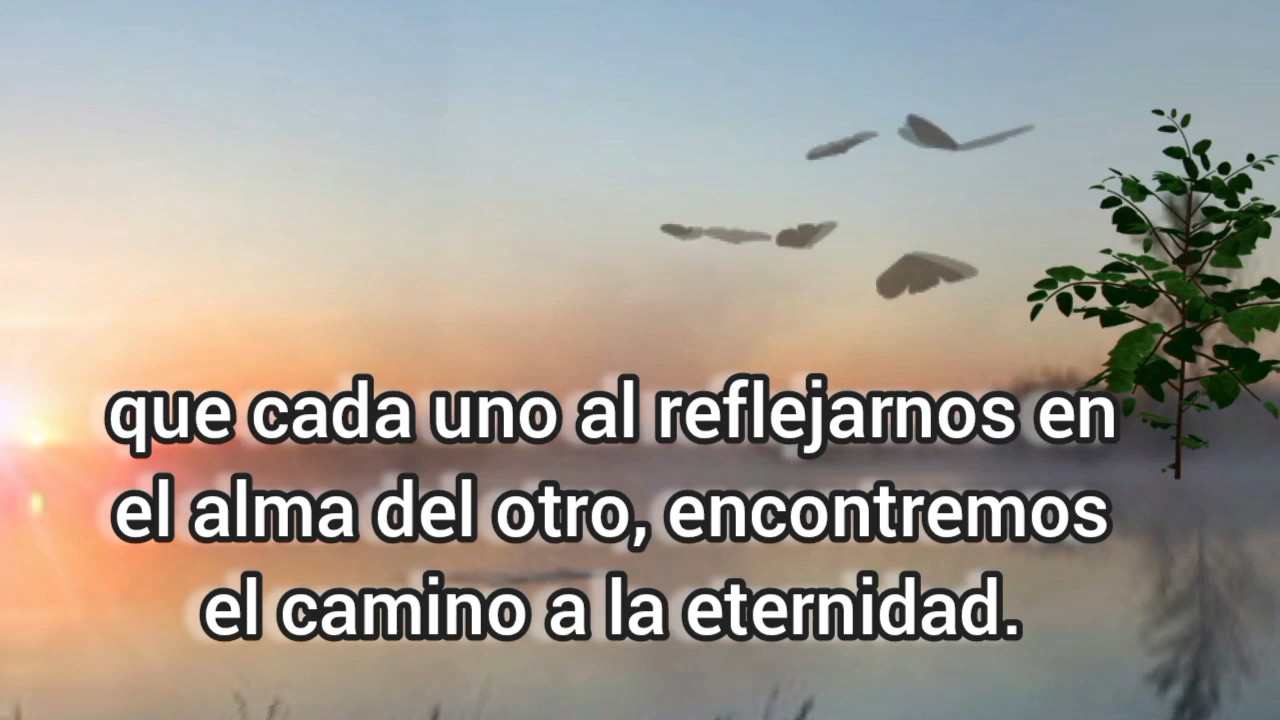 que cada uno al reflejarnos en
el alma del otro, encontremos
el camino a la eternidad.